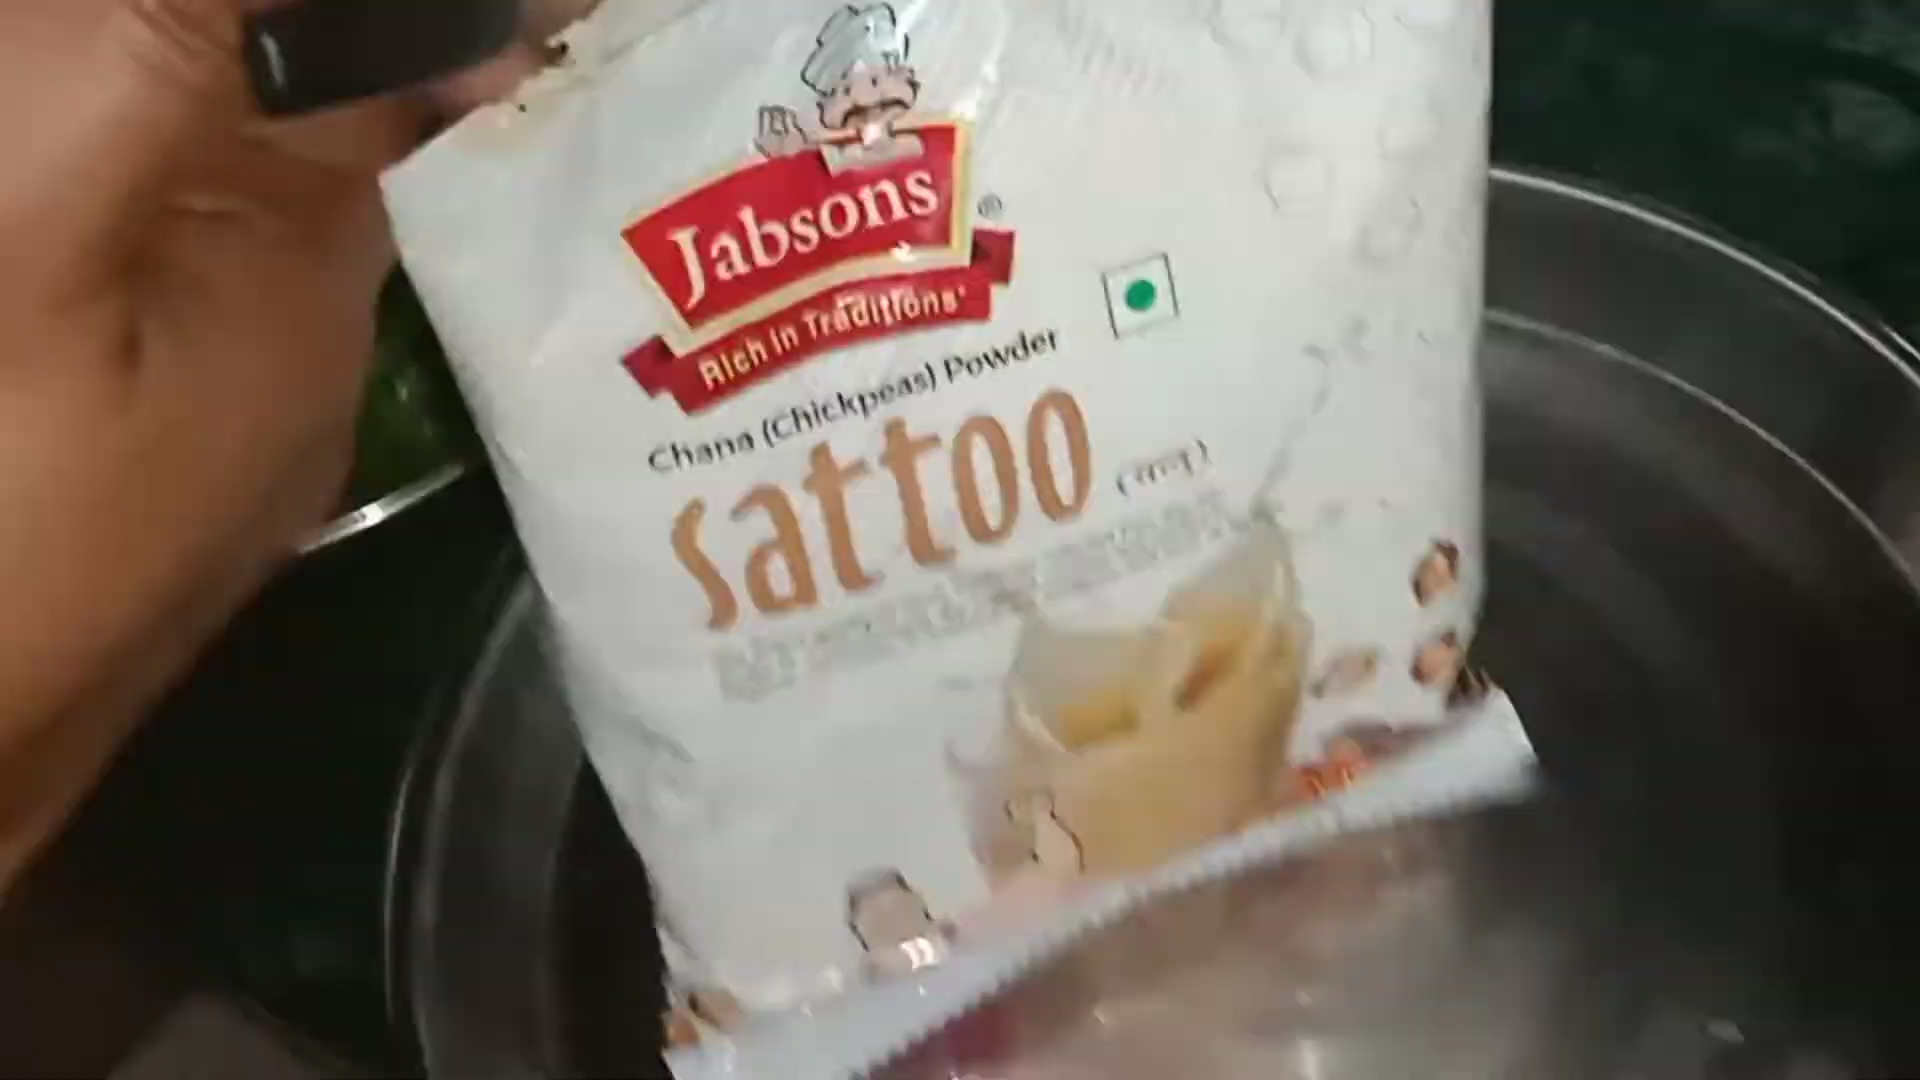 Jabsons
®
Rich in Traditions
Chana (Chickpeas) Powder
sattoo